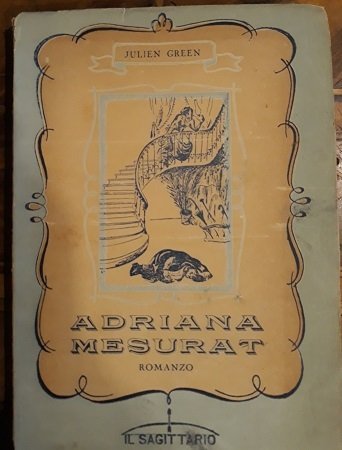 JULIEN GREEN
ADRIANA
MESURAT
ROMANZO
IL SAGITTARIO